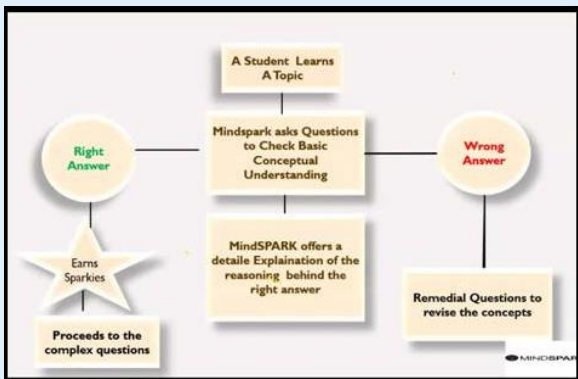 A Student Learns
A Topic
Mindspark asks Questions
to Check Basic
Conceptual
Understanding
Right
Answer
Wrong
Answer
Earns
Sparkies
MindSPARK offers a
detaile Explaination of the
reasoning behind the
right answer
Remedial Questions to
revise the concepts
Proceeds to the
complex questions
MINDSPAR